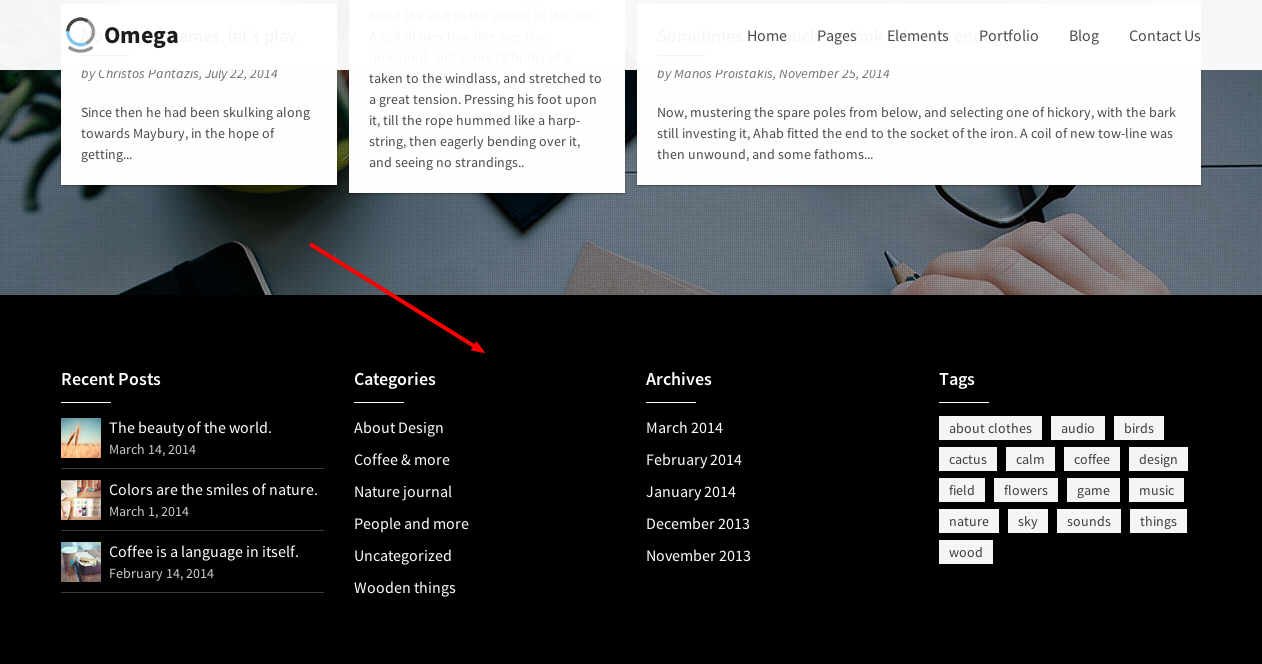 Omega
Home Pages Elements Portfolio Blog Contact Us
ames, let's play.
by Christos Pantazis, July 22, 2014
Since then he had been skulking along
towards Maybury, in the hope of
getting...
fitted the end to the socket of the iron.
A coil of new tow-line was then
unwound, and some fathoms of it
taken to the windlass, and stretched to
a great tension. Pressing his foot upon
it, till the rope hummed like a harp-
string, then eagerly bending over it,
and seeing no strandings..
Sometimes
by Manos Proistakis, November 25, 2014
Now, mustering the spare poles from below, and selecting one of hickory, with the bark
still investing it, Ahab fitted the end to the socket of the iron. A coil of new tow-line was
then unwound, and some fathoms...
Recent Posts
The beauty of the world.
March 14, 2014
Colors are the smiles of nature.
March 1, 2014
Coffee is a language in itself.
February 14, 2014
Categories
About Design
Coffee & more
Nature journal
People and more
Uncategorized
Wooden things
Archives
March 2014
February 2014
January 2014
December 2013
November 2013
Tags
about clothes audio birds
cactus calm coffee design
field flowers game music
nature sky sounds things
wood